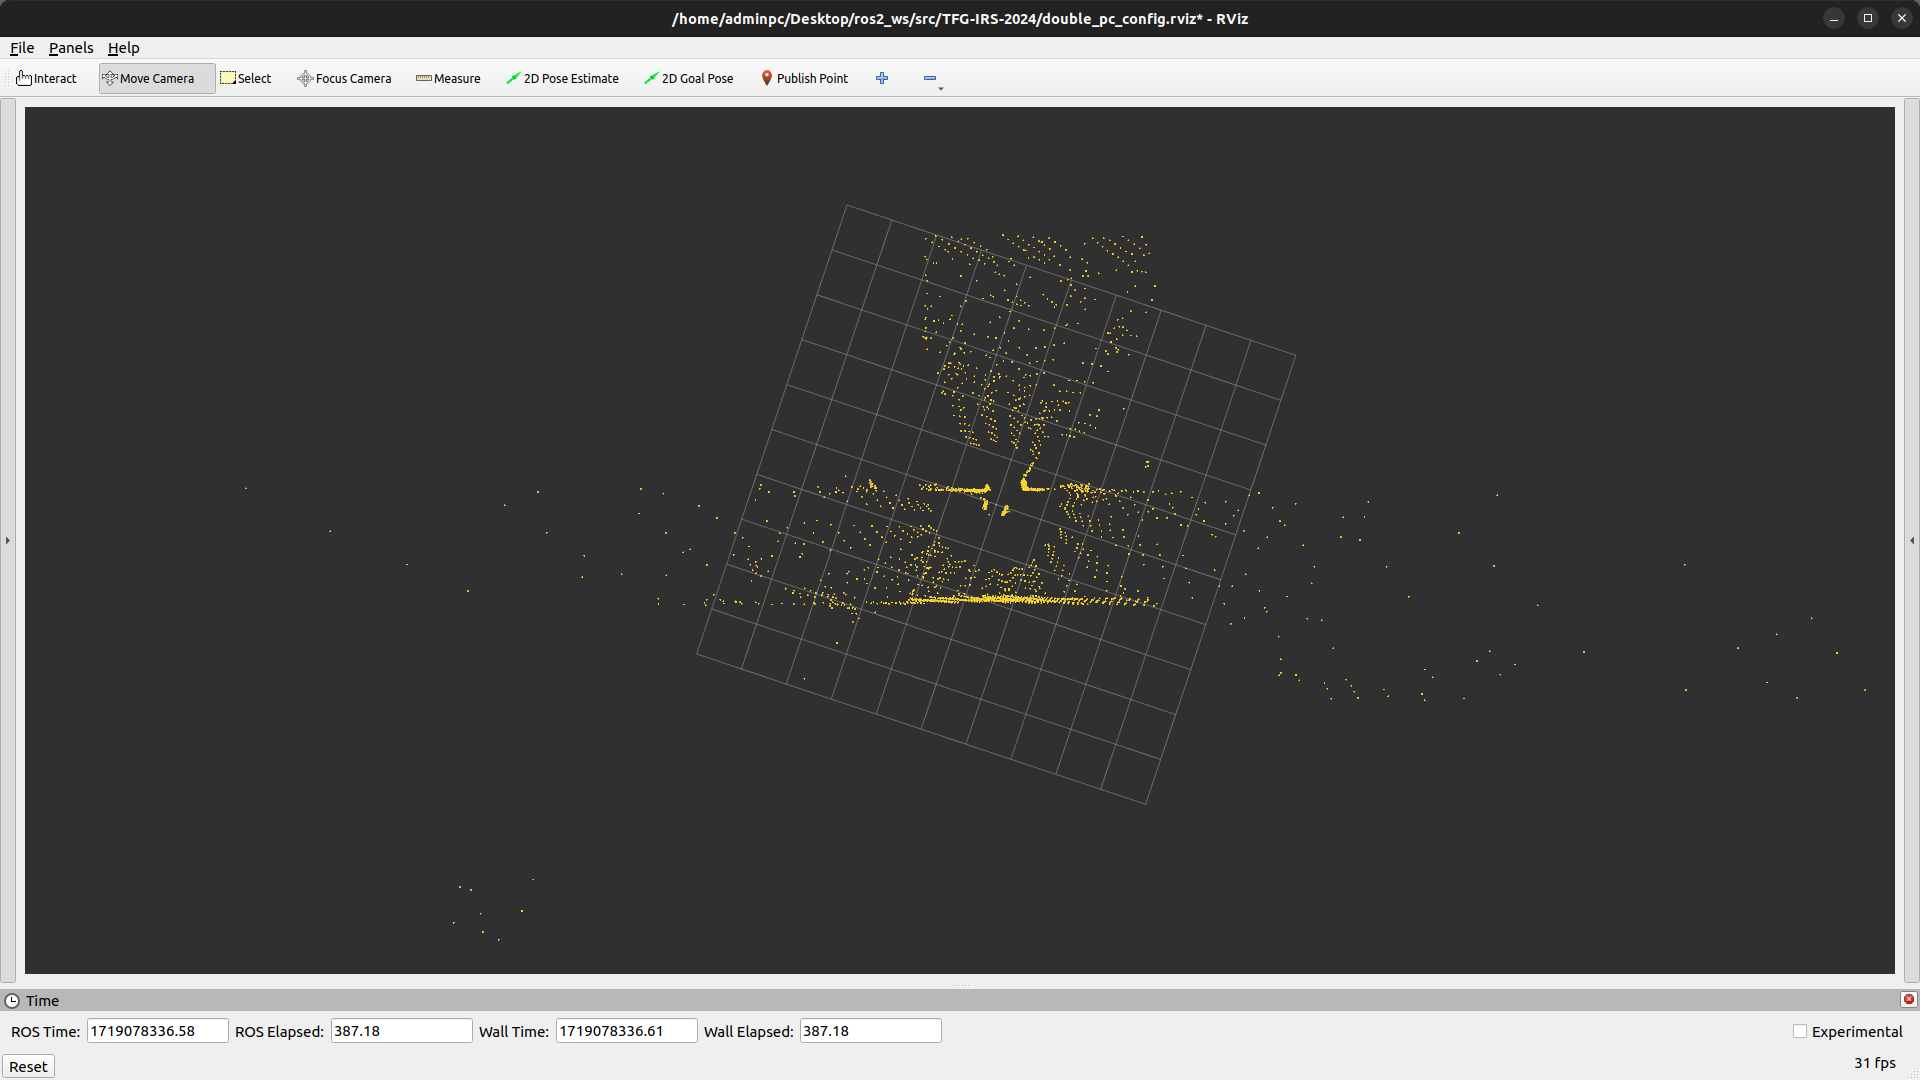 /home/adminpc/Desktop/ros2_ws/src/TFG-IRS-2024/double_pc_config.rviz* - RViz
File Panels Help
Interact Move Camera Select Focus Camera Measure 2D Pose Estimate 2D Goal Pose Publish Point
Time
ROS Time: 1719078336.58 ROS Elapsed: 387.18 Wall Time: 1719078336.61 Wall Elapsed: 387.18 Experimental
Reset 31 fps